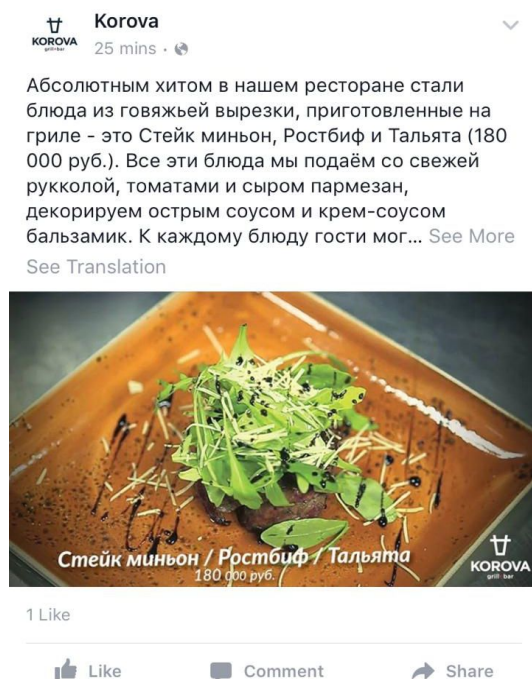 Korova
KOROVA
grill+bar
25 mins
Абсолютным хитом в нашем ресторане стали
блюда из говяжьей вырезки, приготовленные на
гриле - это Стейк миньон, Ростбиф и Тальята (180
000 руб.). Все эти блюда мы подаём со свежей
рукколой, томатами и сыром пармезан,
декорируем острым соусом и крем-соусом
бальзамик. К каждому блюду гости мог... See More
See Translation
Стейк миньон / Ростбиф / Тальята
180 000 руб.
KOROVA
grill bar
1 Like
Like Comment Share